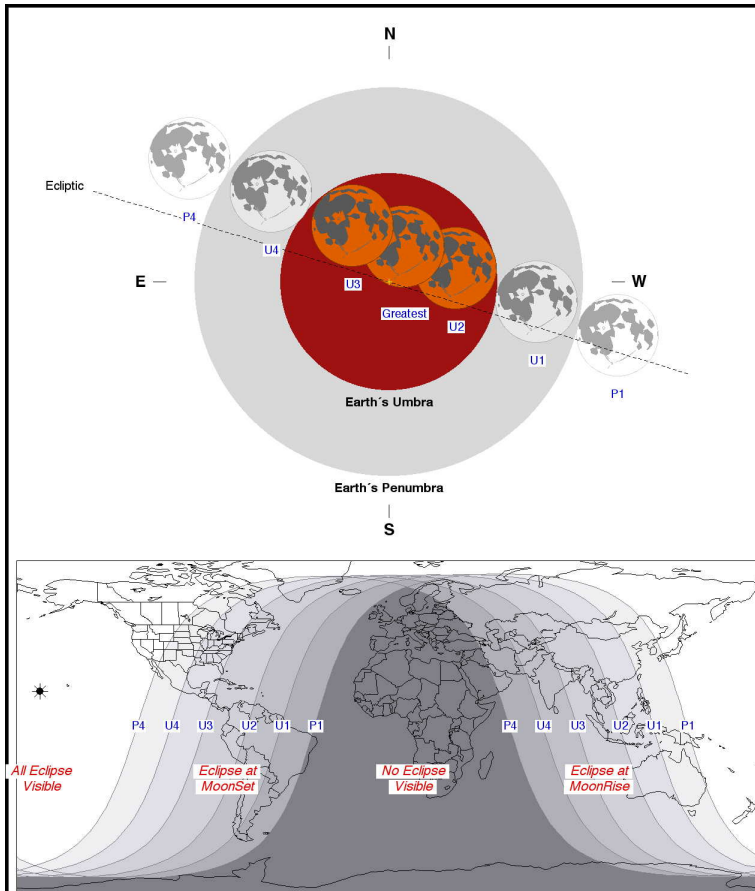 N
Ecliptic
P4
U4
E
W
U3
Greatest
U2
U1
P1
Earth´s Umbra
Earth´s Penumbra
S
P4 U4 U3 U2 U1 P1 P4 U4 U3 U2 U1 P1
All Eclipse
Visible
Eclipse at
MoonSet
No Eclipse
Visible
Eclipse at
MoonRise